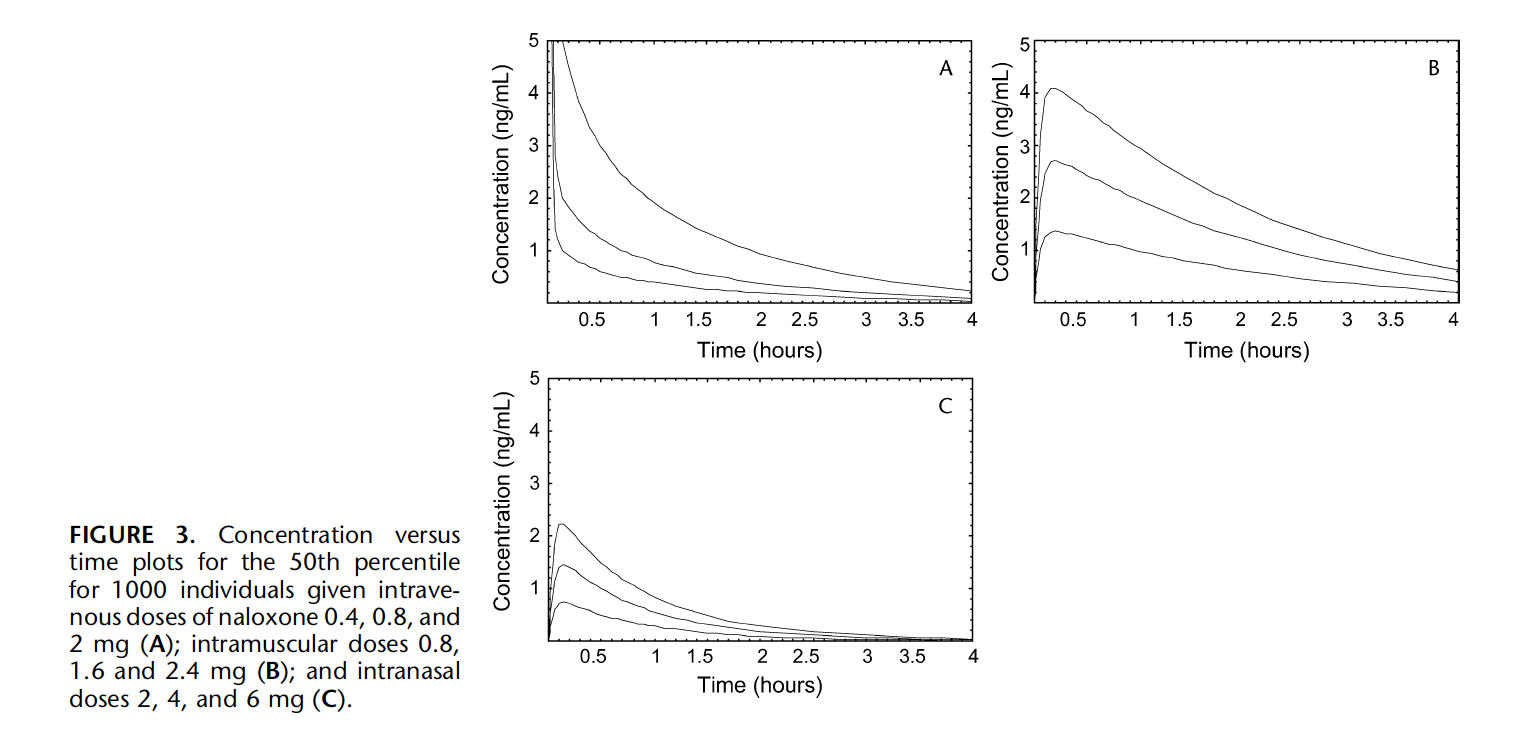 5
4
3
2
1
Concentration (ng/mL)
A
0.5 1 1.5 2 2.5 3 3.5 4
Time (hours)
5
4
3
2
1
Concentration (ng/mL)
B
0.5 1 1.5 2 2.5 3 3.5 4
Time (hours)
5
4
3
2
1
Concentration (ng/mL)
C
0.5 1 1.5 2 2.5 3 3.5 4
Time (hours)
FIGURE 3. Concentration versus
time plots for the 50th percentile
for 1000 individuals given intrave-
nous doses of naloxone 0.4, 0.8, and
2 mg (A); intramuscular doses 0.8,
1.6 and 2.4 mg (B); and intranasal
doses 2, 4, and 6 mg (C).